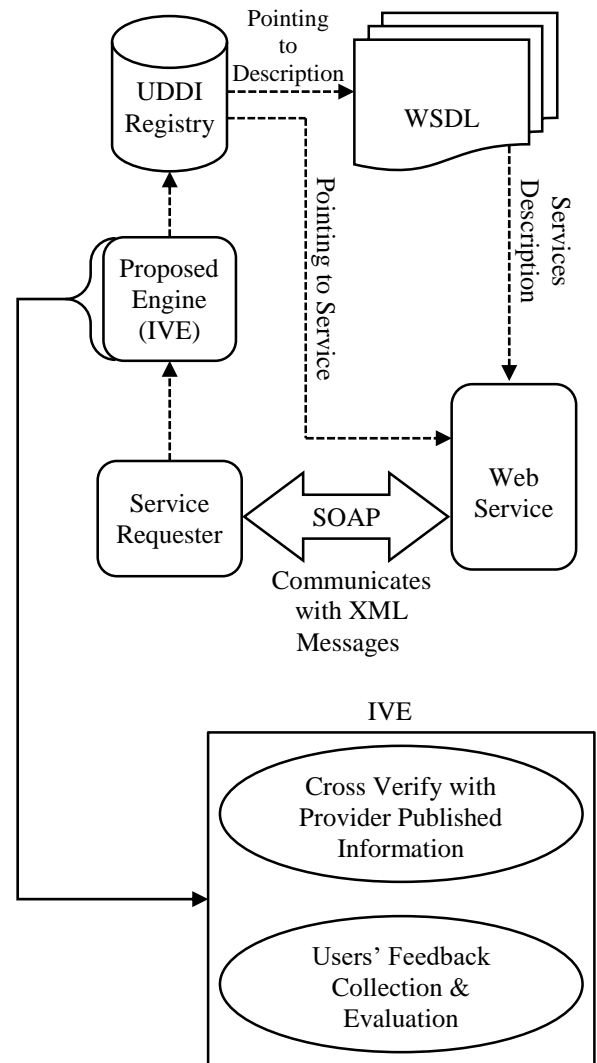 Pointing
to
Description
UDDI
Registry
WSDL
Pointing to Service
Services
Description
Proposed
Engine
(IVE)
Service
Requester
SOAP
Web
Service
Communicates
with XML
Messages
IVE
Cross Verify with
Provider Published
Information
Users’ Feedback
Collection &
Evaluation